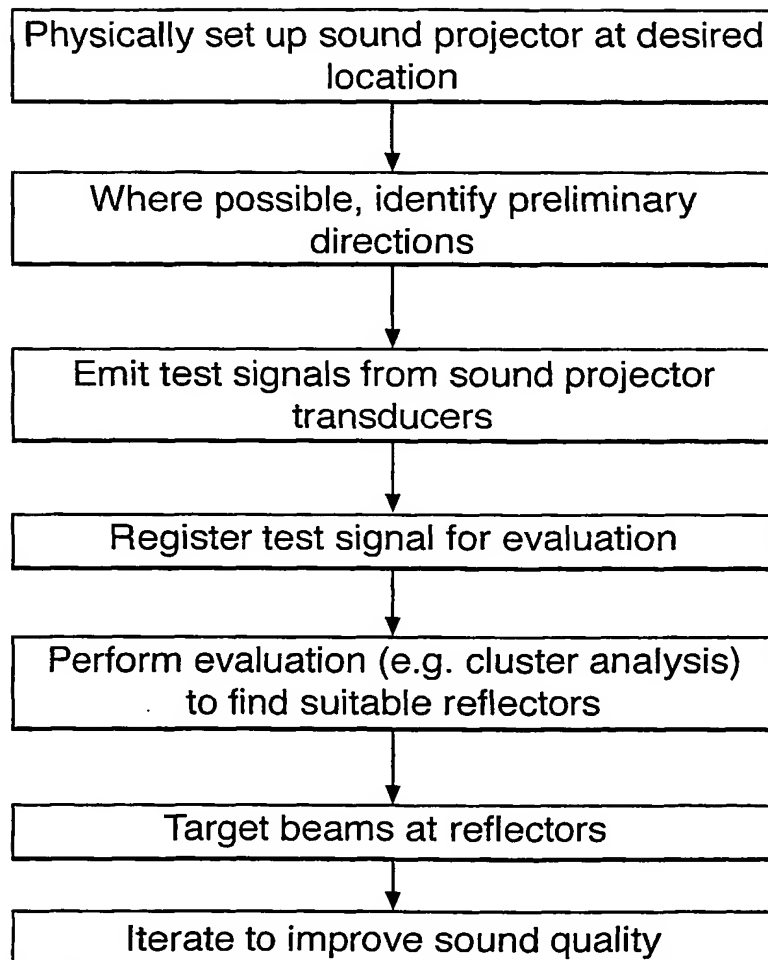 Physically set up sound projector at desired
location
Where possible, identify preliminary
directions
Emit test signals from sound projector
transducers
Register test signal for evaluation
Perform evaluation (e.g. cluster analysis)
to find suitable reflectors
Target beams at reflectors
Iterate to improve sound quality